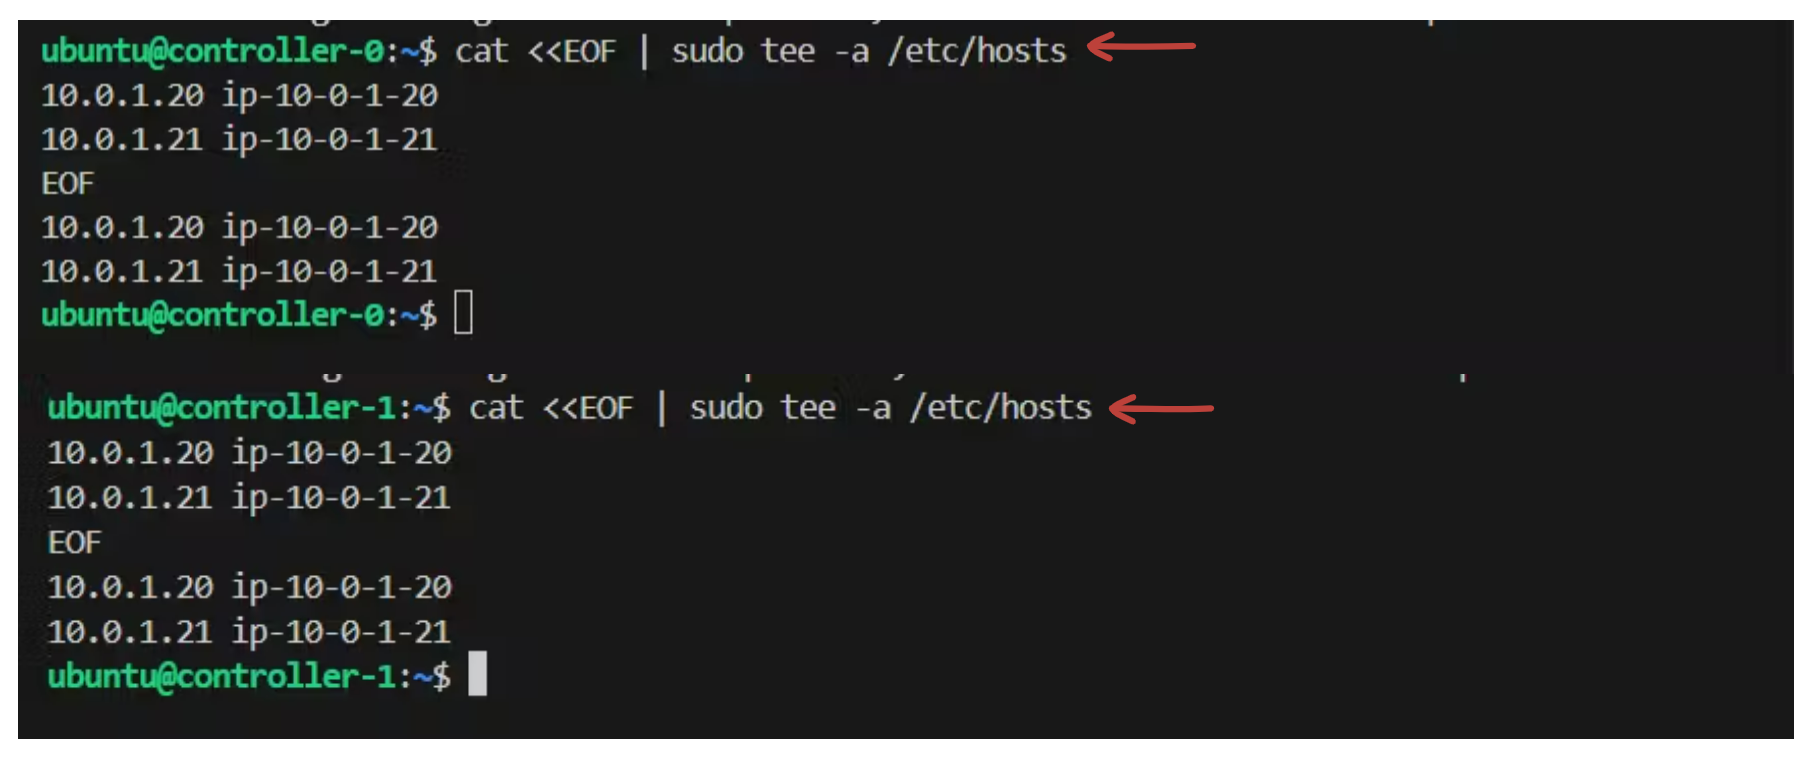 ubuntu@controller-0:~$ cat <<EOF | sudo tee -a /etc/hosts
10.0.1.20 ip-10-0-1-20
10.0.1.21 ip-10-0-1-21
EOF
10.0.1.20 ip-10-0-1-20
10.0.1.21 ip-10-0-1-21
ubuntu@controller-0:~$
ubuntu@controller-1:~$ cat <<EOF | sudo tee -a /etc/hosts
10.0.1.20 ip-10-0-1-20
10.0.1.21 ip-10-0-1-21
EOF
10.0.1.20 ip-10-0-1-20
10.0.1.21 ip-10-0-1-21
ubuntu@controller-1:~$